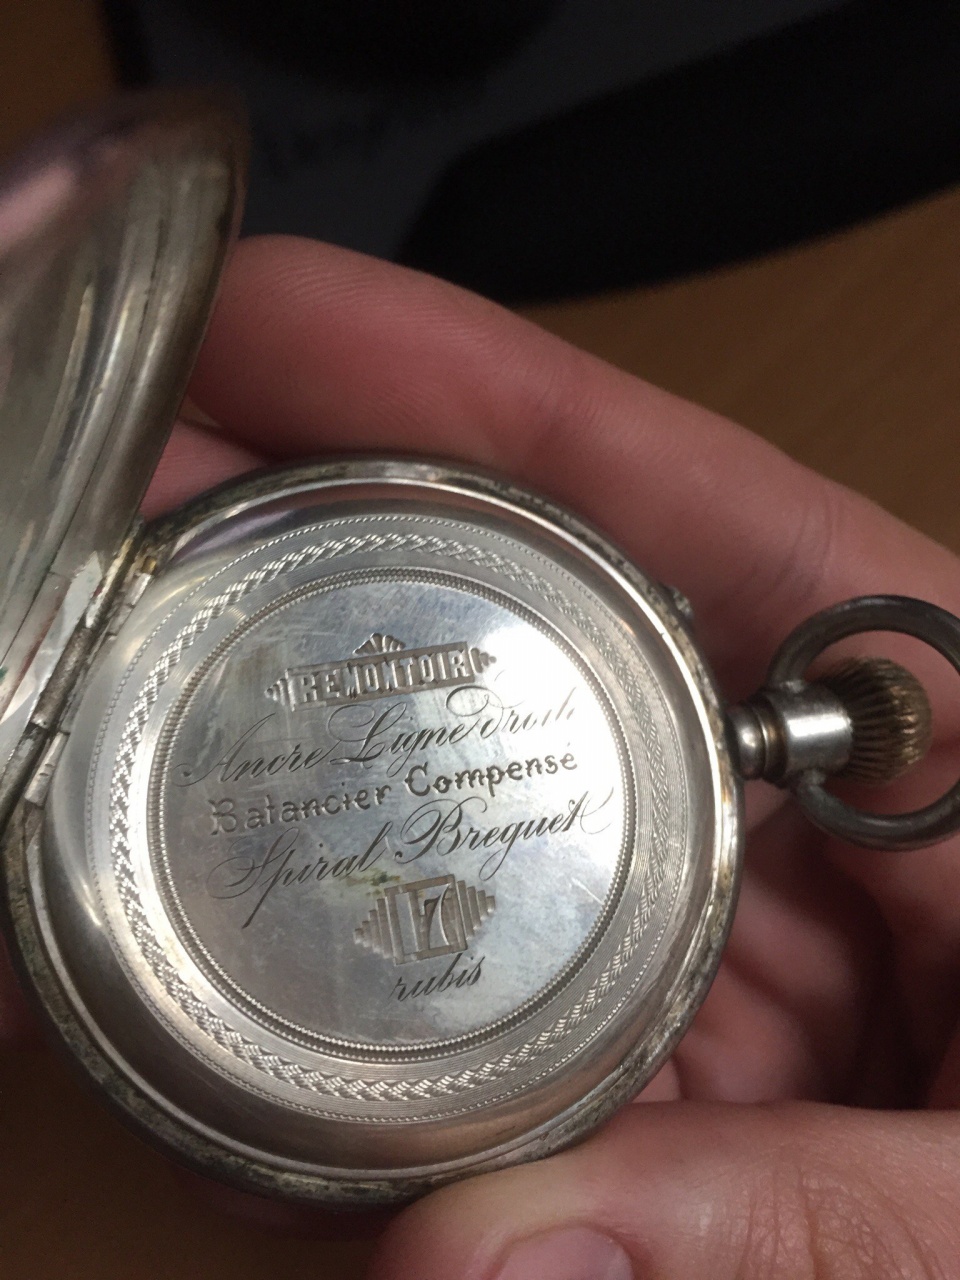 REMONTOIR
Ancre Ligne droite
Balancier Compensé
Spiral Breguet
17
rubis